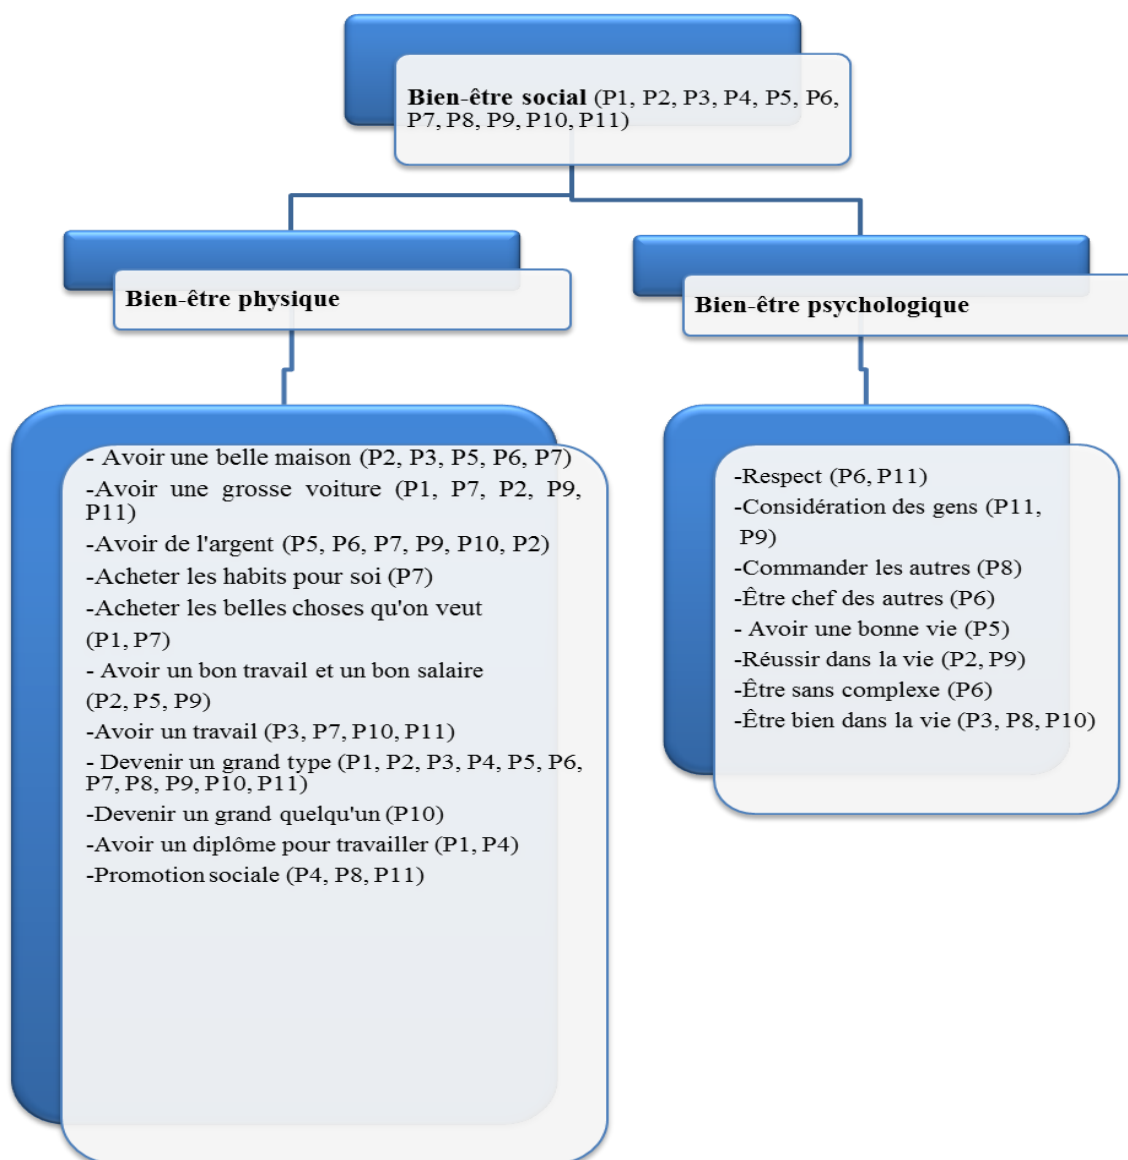 Bien-être social (P1, P2, P3, P4, P5, P6,
P7, P8, P9, P10, P11)
Bien-être physique
Bien-être psychologique
- Avoir une belle maison (P2, P3, P5, P6, P7)
-Avoir une grosse voiture (P1, P7, P2, P9,
P11)
-Avoir de l'argent (P5, P6, P7, P9, P10, P2)
-Acheter les habits pour soi (P7)
-Acheter les belles choses qu'on veut
(P1, P7)
- Avoir un bon travail et un bon salaire
(P2, P5, P9)
-Avoir un travail (P3, P7, P10, P11)
- Devenir un grand type (P1, P2, P3, P4, P5, P6,
P7, P8, P9, P10, P11)
-Devenir un grand quelqu'un (P10)
-Avoir un diplôme pour travailler (P1, P4)
-Promotion sociale (P4, P8, P11)
-Respect (P6, P11)
-Considération des gens (P11,
P9)
-Commander les autres (P8)
-Être chef des autres (P6)
- Avoir une bonne vie (P5)
-Réussir dans la vie (P2, P9)
-Être sans complexe (P6)
-Être bien dans la vie (P3, P8, P10)